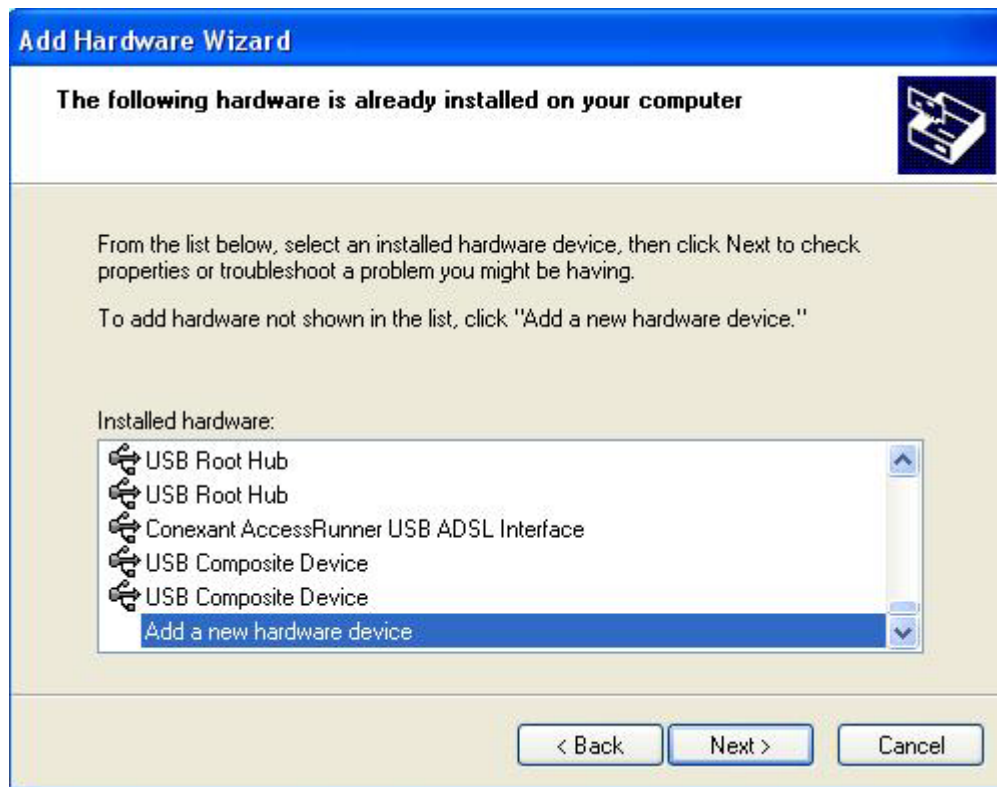 Add Hardware Wizard
The following hardware is already installed on your computer
From the list below, select an installed hardware device, then click Next to check
properties or troubleshoot a problem you might be having.
To add hardware not shown in the list, click "Add a new hardware device."
Installed hardware:
USB Root Hub
USB Root Hub
Conexant AccessRunner USB ADSL Interface
USB Composite Device
USB Composite Device
Add a new hardware device
< Back Next > Cancel